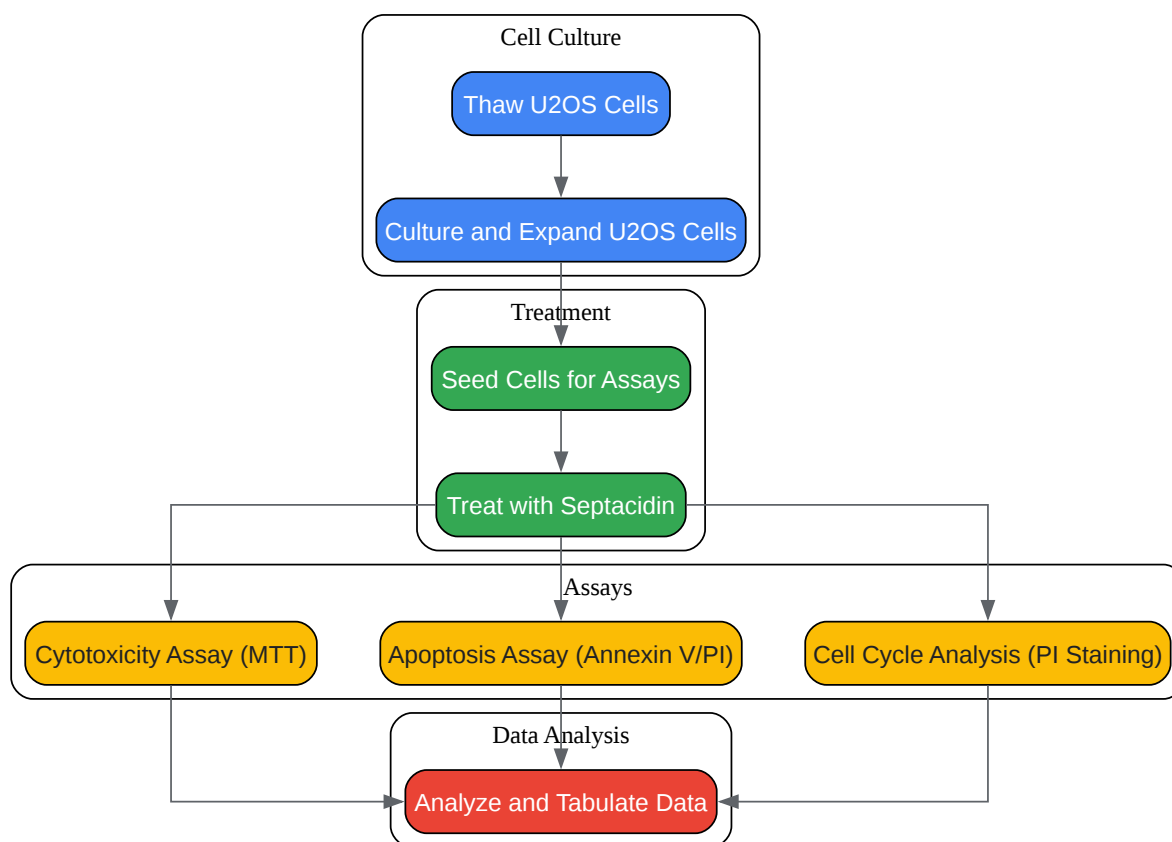 Cell Culture
Thaw U2OS Cells
Culture and Expand U2OS Cells
Treatment
Seed Cells for Assays
Treat with Septacidin
Assays
Cytotoxicity Assay (MTT)
Apoptosis Assay (Annexin V/PI)
Cell Cycle Analysis (PI Staining)
Data Analysis
Analyze and Tabulate Data